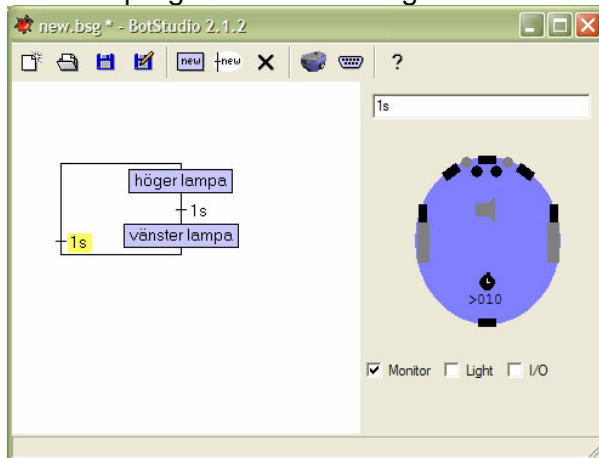 new.bsg * - BotStudio 2.1.2
new new ?
1s
höger lampa
1s
1s
vänster lampa
>010
Monitor Light I/O